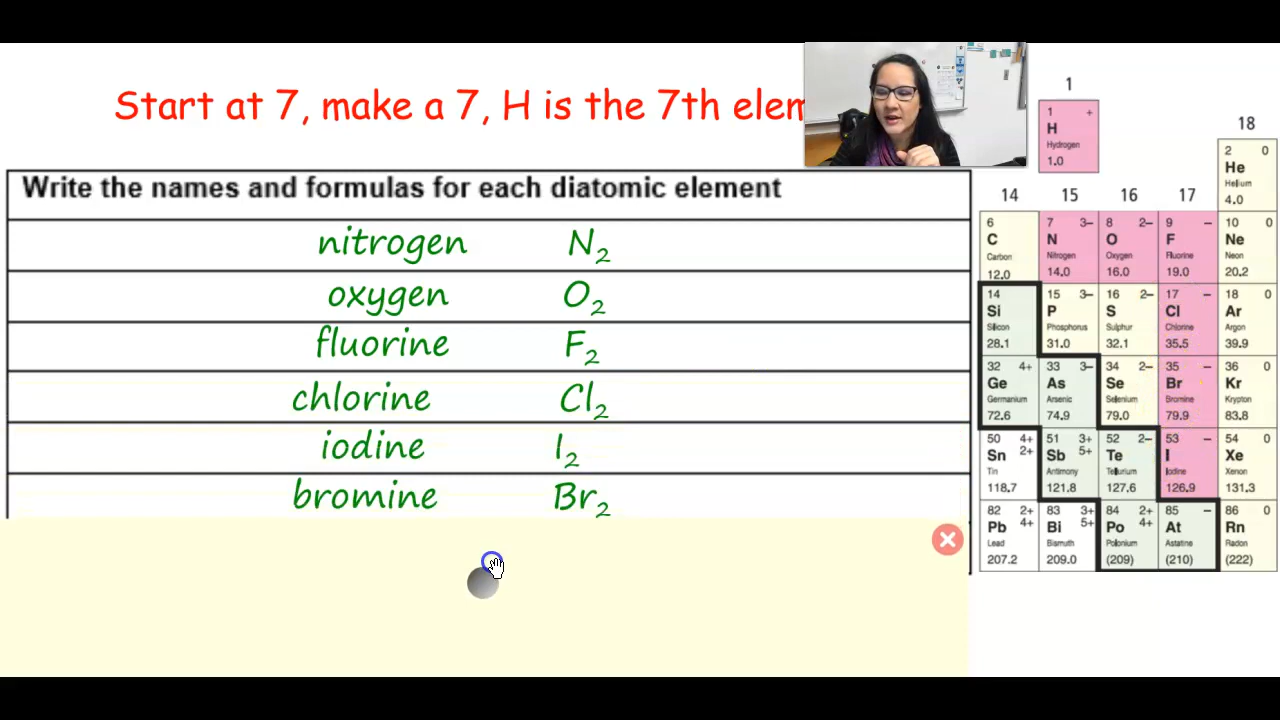 Start at 7, make a 7, H is the 7th elem
Write the names and formulas for each diatomic element
nitrogen N₂
oxygen O₂
fluorine F₂
chlorine Cl₂
iodine I₂
bromine Br₂
1
1 +
H
Hydrogen
1.0
18
2 0
He
Helium
4.0
14 15 16 17
6 7 3– 8 2– 9 – 10 0
C N O F Ne
Carbon Nitrogen Oxygen Fluorine Neon
12.0 14.0 16.0 19.0 20.2
14 15 3– 16 2– 17 – 18 0
Si P S Cl Ar
Silicon Phosphorus Sulphur Chlorine Argon
28.1 31.0 32.1 35.5 39.9
32 4+ 33 3– 34 2– 35 – 36 0
Ge As Se Br Kr
Germanium Arsenic Selenium Bromine Krypton
72.6 74.9 79.0 79.9 83.8
50 4+ 51 3+ 52 2– 53 – 54 0
Sn 2+ Sb 5+ Te I Xe
Tin Antimony Tellurium Iodine Xenon
118.7 121.8 127.6 126.9 131.3
82 2+ 83 3+ 84 2+ 85 – 86 0
Pb 4+ Bi 5+ Po 4+ At Rn
Lead Bismuth Polonium Astatine Radon
207.2 209.0 (209) (210) (222)